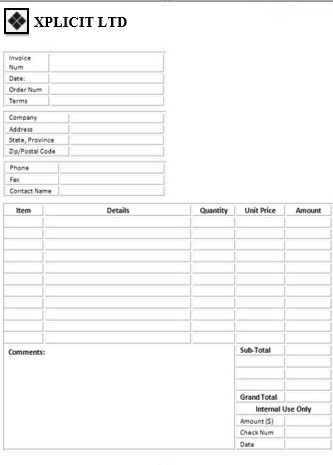 XPLICIT LTD
Invoice
Num
Date:
Order Num
Terms
Company
Address
State, Province
Zip/Postal Code
Phone
Fax
Contact Name
Item Details Quantity Unit Price Amount
Comments:
Sub-Total
Grand Total
Internal Use Only
Amount ($)
Check Num
Date